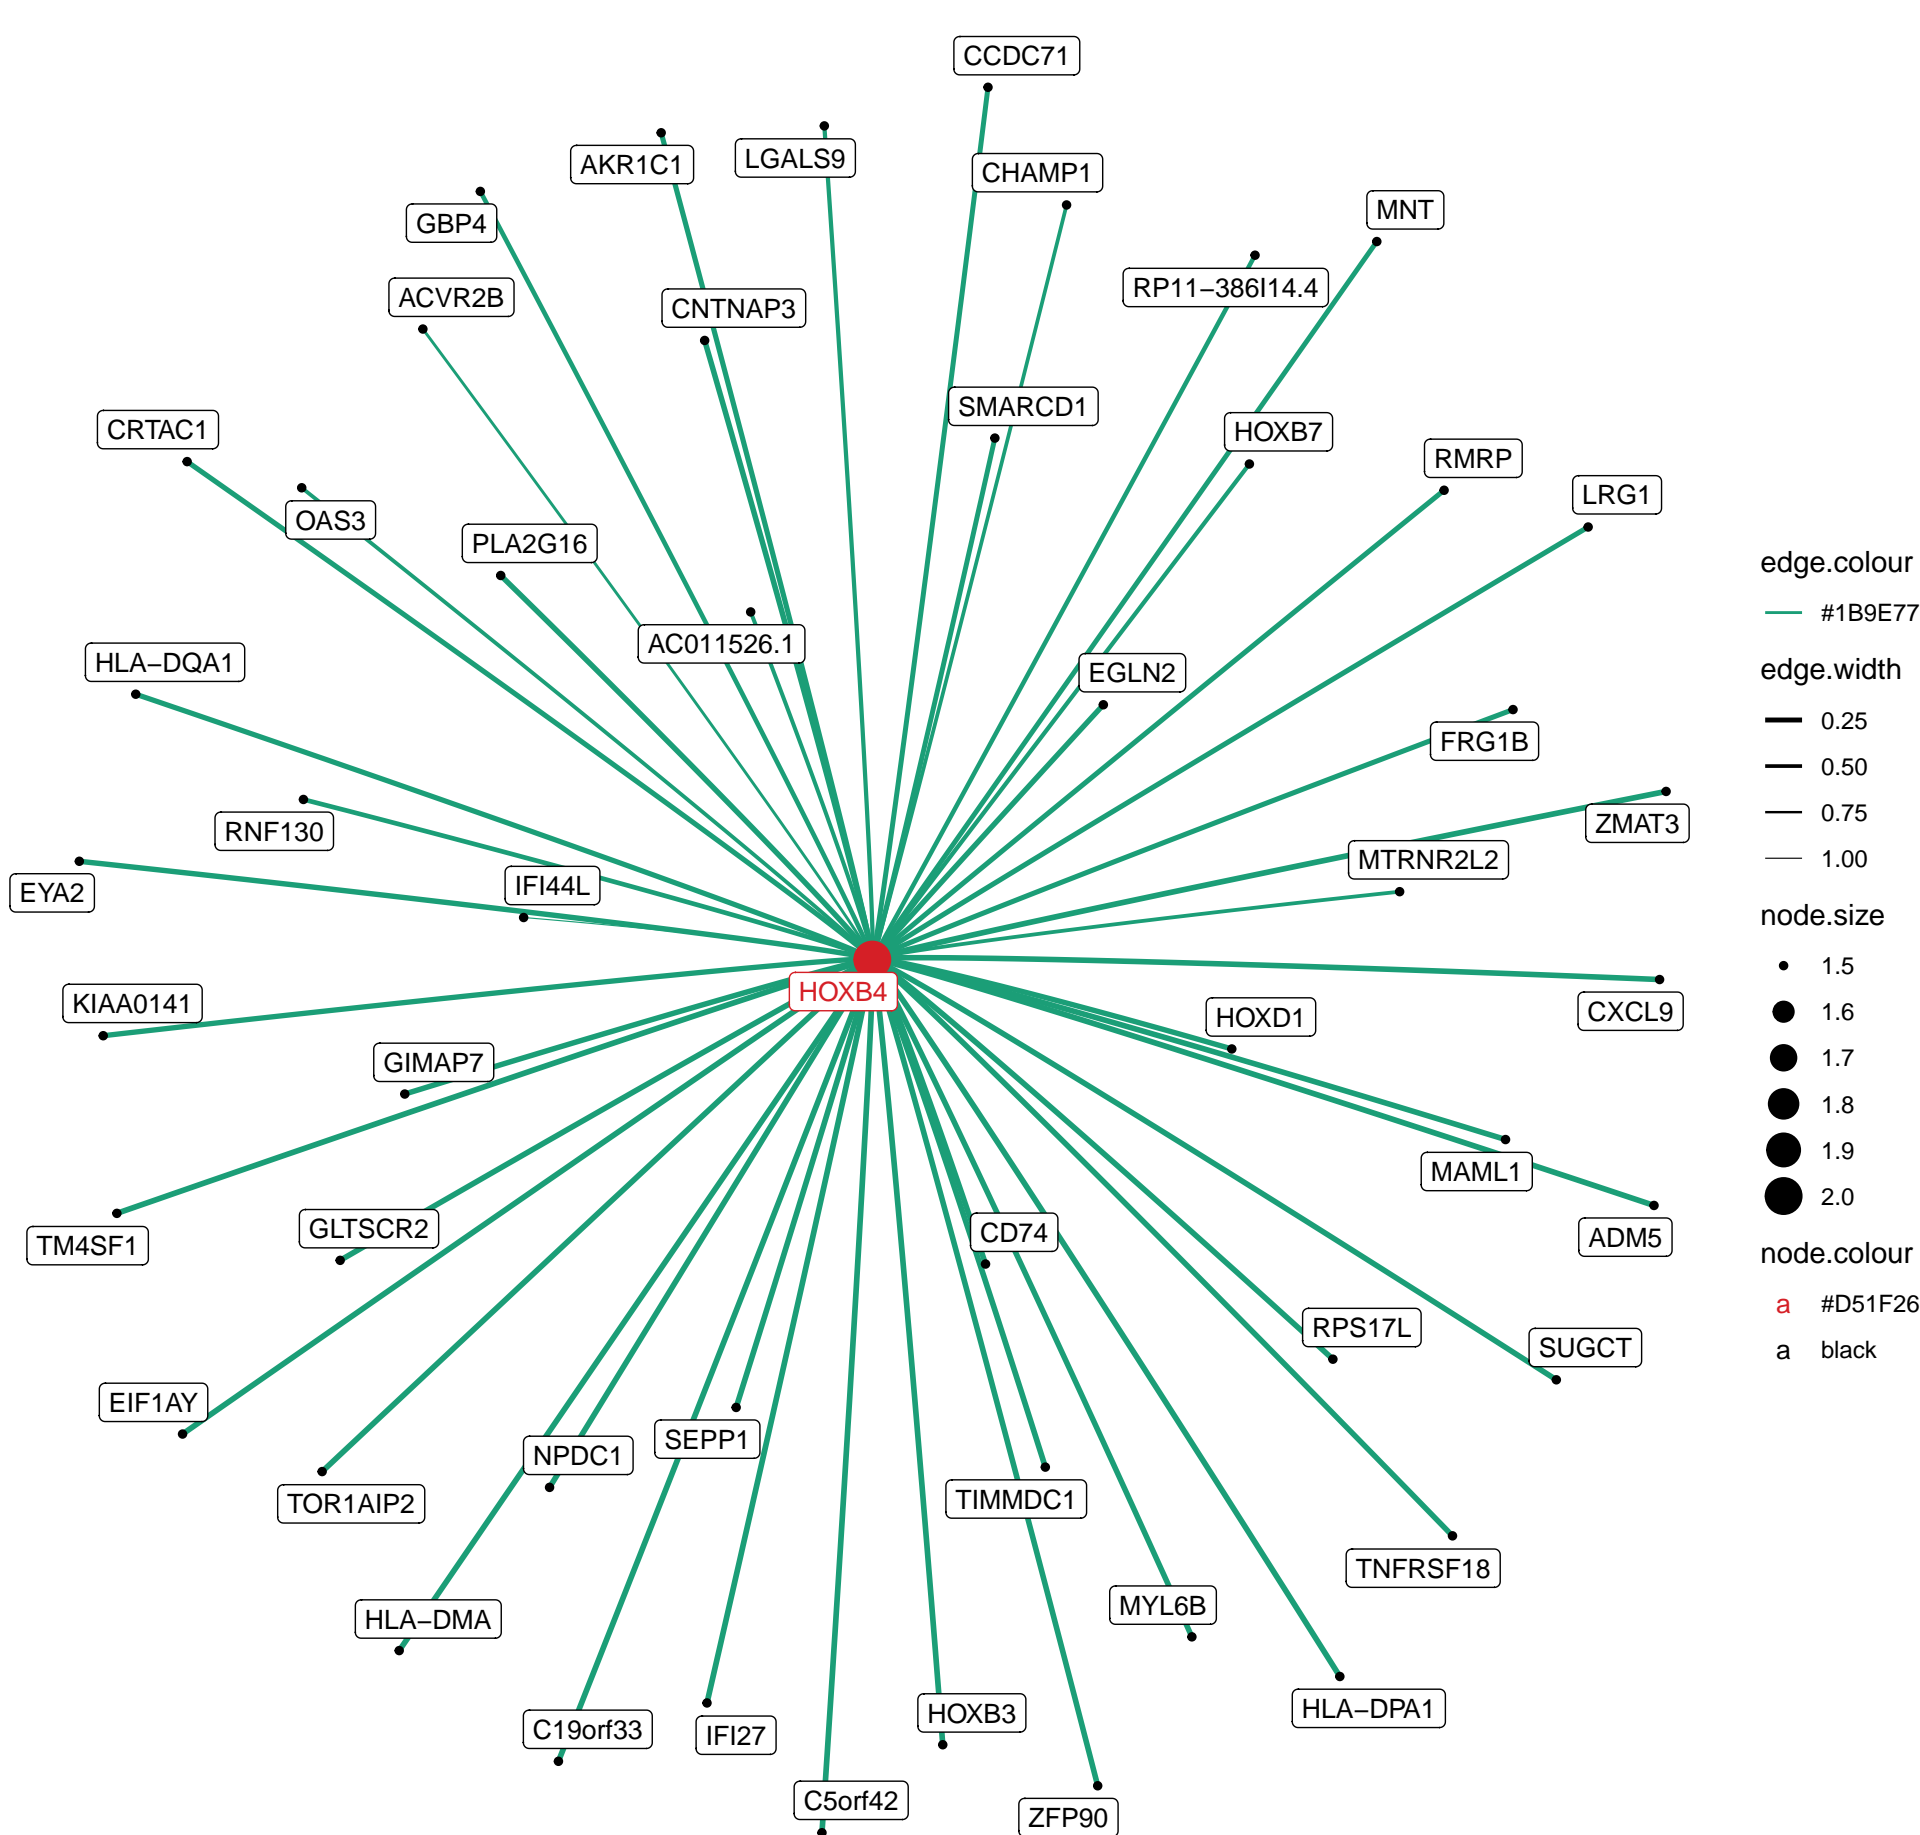 CCDC71
AKR1C1
LGALS9
CHAMP1
GBP4
MNT
ACVR2B
CNTNAP3
RP11−386I14.4
CRTAC1
SMARCD1
HOXB7
RMRP
LRG1
OAS3
PLA2G16
AC011526.1
HLA−DQA1
EGLN2
FRG1B
RNF130
ZMAT3
MTRNR2L2
EYA2
IFI44L
HOXB4
KIAA0141
HOXD1
CXCL9
GIMAP7
MAML1
TM4SF1
GLTSCR2
CD74
ADM5
RPS17L
SUGCT
EIF1AY
NPDC1
SEPP1
TOR1AIP2
TIMMDC1
TNFRSF18
HLA−DMA
MYL6B
C19orf33
IFI27
HOXB3
HLA−DPA1
C5orf42
ZFP90
edge.colour
#1B9E77
edge.width
0.25
0.50
0.75
1.00
node.size
1.5
1.6
1.7
1.8
1.9
2.0
node.colour
a #D51F26
a black